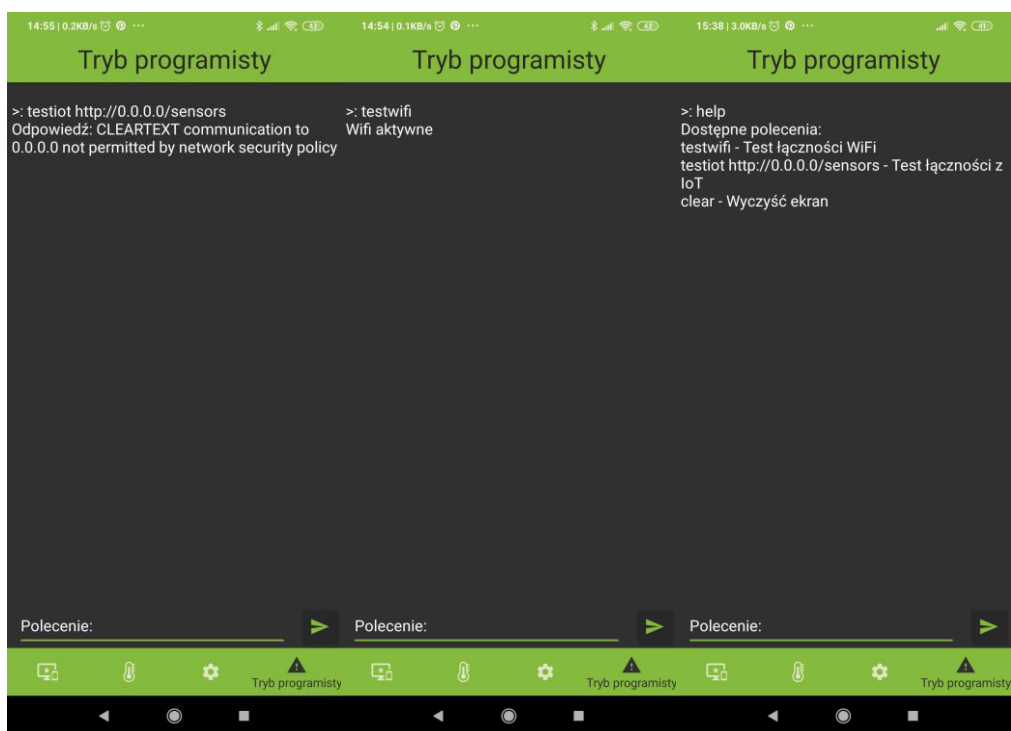 14:55 | 0.2KB/s ...
42
Tryb programisty
>: testiot http://0.0.0.0/sensors
Odpowiedź: CLEARTEXT communication to
0.0.0.0 not permitted by network security policy
Polecenie:
Tryb programisty
14:54 | 0.1KB/s ...
42
Tryb programisty
>: testwifi
Wifi aktywne
Polecenie:
Tryb programisty
15:38 | 3.0KB/s ...
41
Tryb programisty
>: help
Dostępne polecenia:
testwifi - Test łączności WiFi
testiot http://0.0.0.0/sensors - Test łączności z
IoT
clear - Wyczyść ekran
Polecenie:
Tryb programisty